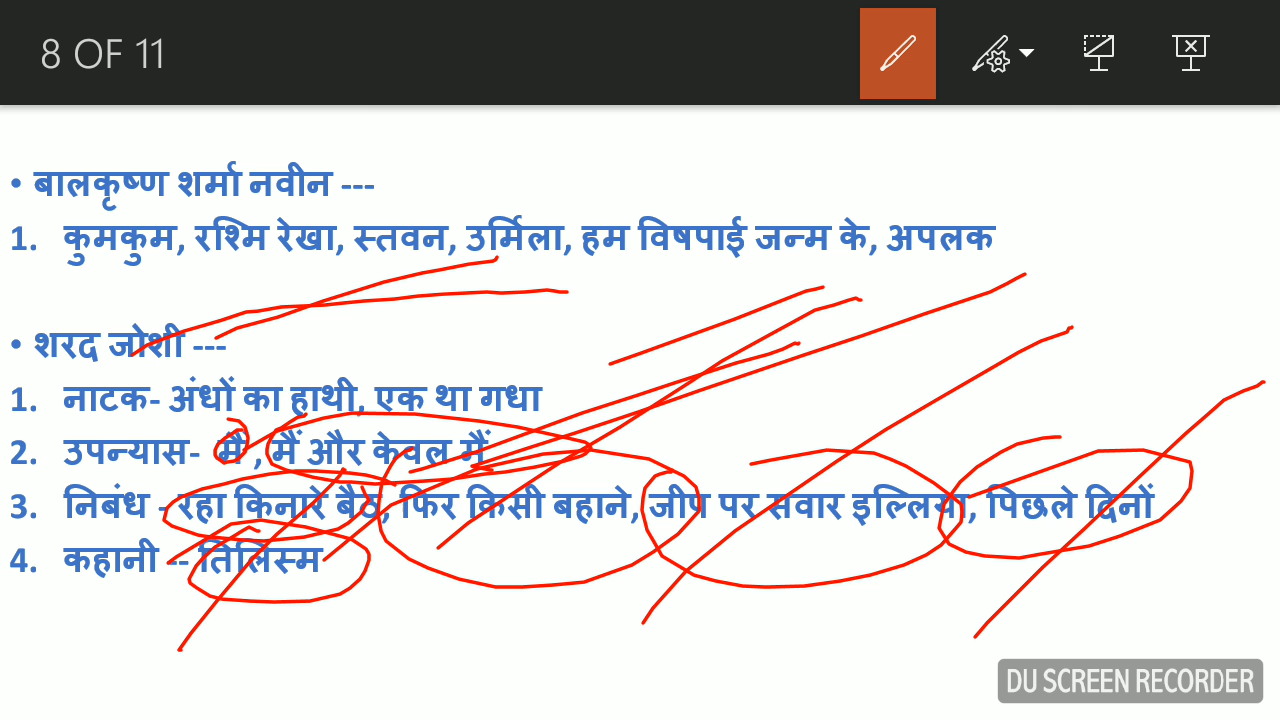 8 OF 11
• बालकृष्ण शर्मा नवीन ---
1. कुमकुम, रश्मि रेखा, स्तवन, उर्मिला, हम विषपाई जन्म के, अपलक
• शरद जोशी ---
1. नाटक- अंधों का हाथी, एक था गधा
2. उपन्यास- मैं , मैं और केवल मैं
3. निबंध - रहा किनारे बैठ, फिर किसी बहाने, जीप पर सवार इल्लिया, पिछले दिनों
4. कहानी -- तिलिस्म
DU SCREEN RECORDER